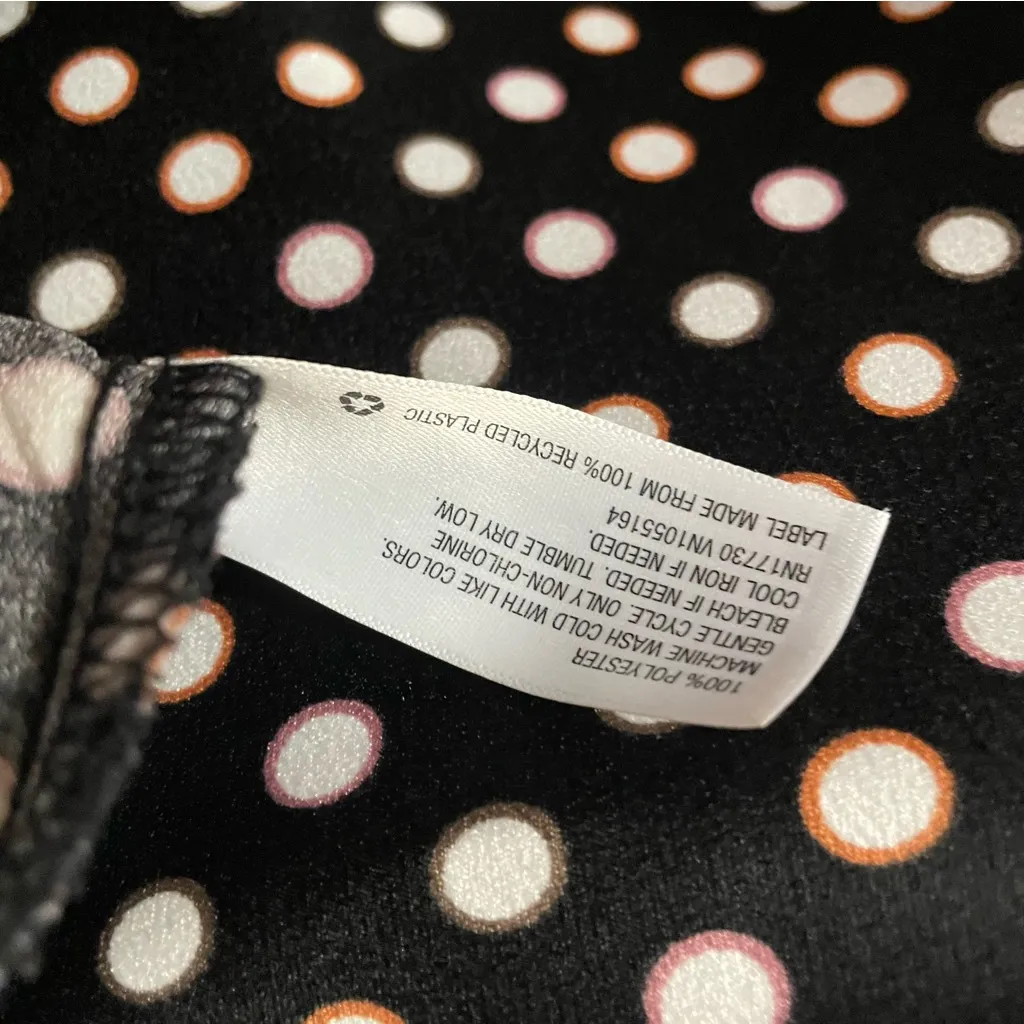 100% POLYESTER
MACHINE WASH COLD WITH LIKE COLORS.
GENTLE CYCLE. ONLY NON-CHLORINE
BLEACH IF NEEDED. TUMBLE DRY LOW.
COOL IRON IF NEEDED.
RN17730 VN1055164
LABEL MADE FROM 100% RECYCLED PLASTIC